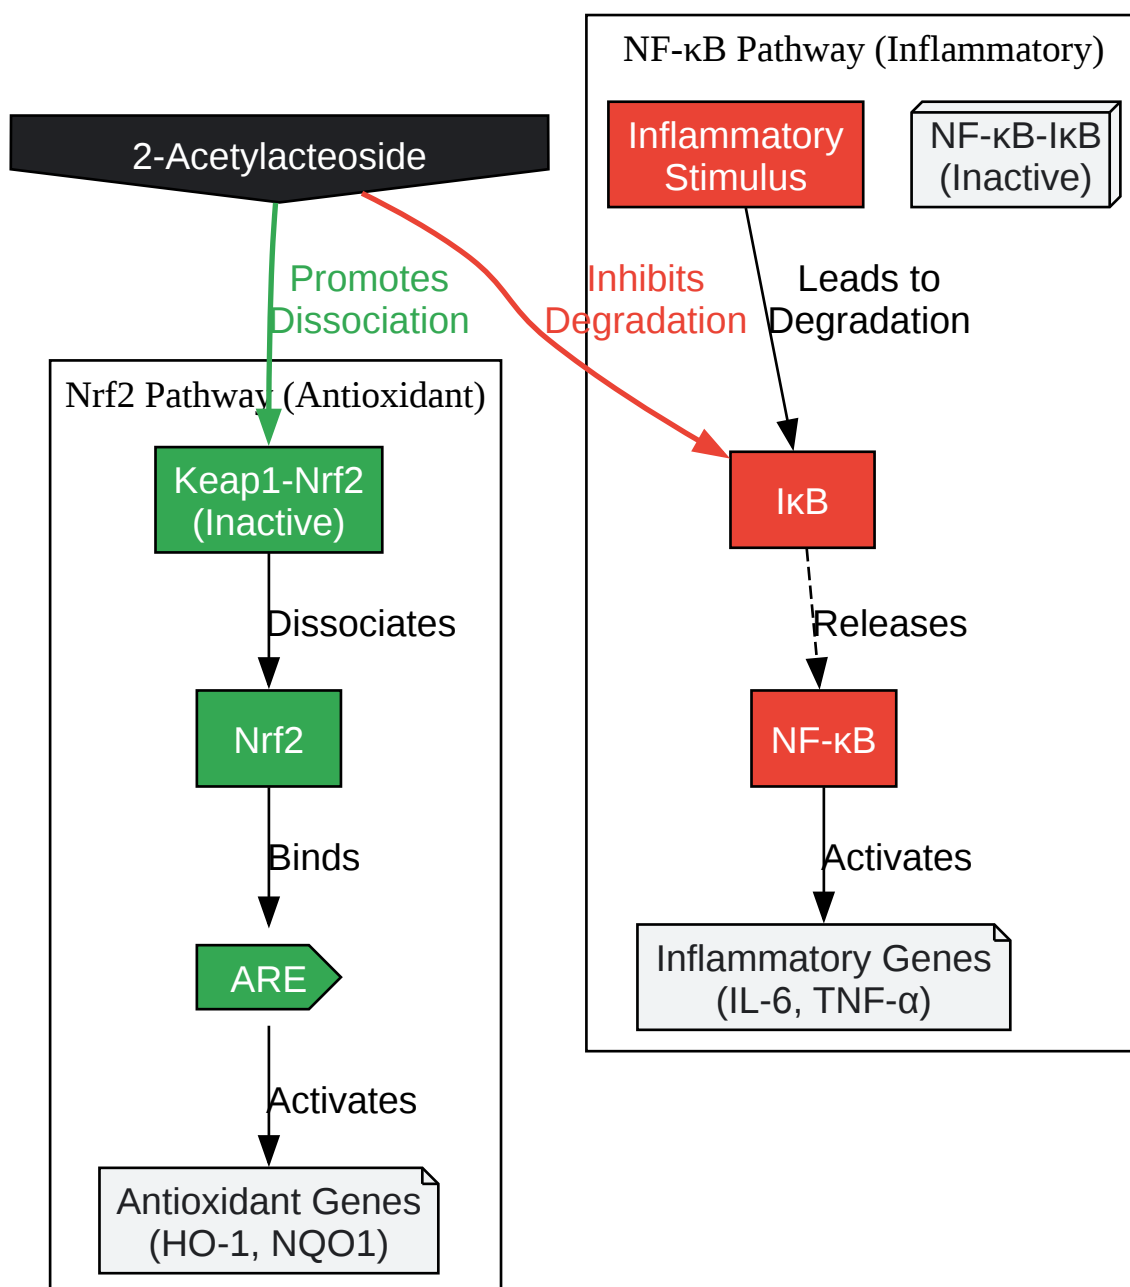 NF-κB Pathway (Inflammatory)
2-Acetylacteoside
Inflammatory
Stimulus
NF-κB-IκB
(Inactive)
Promotes
Dissociation
Inhibits
Degradation
Leads to
Degradation
Nrf2 Pathway (Antioxidant)
Keap1-Nrf2
(Inactive)
IκB
Dissociates
Releases
Nrf2
NF-κB
Binds
Activates
ARE
Inflammatory Genes
(IL-6, TNF-α)
Activates
Antioxidant Genes
(HO-1, NQO1)